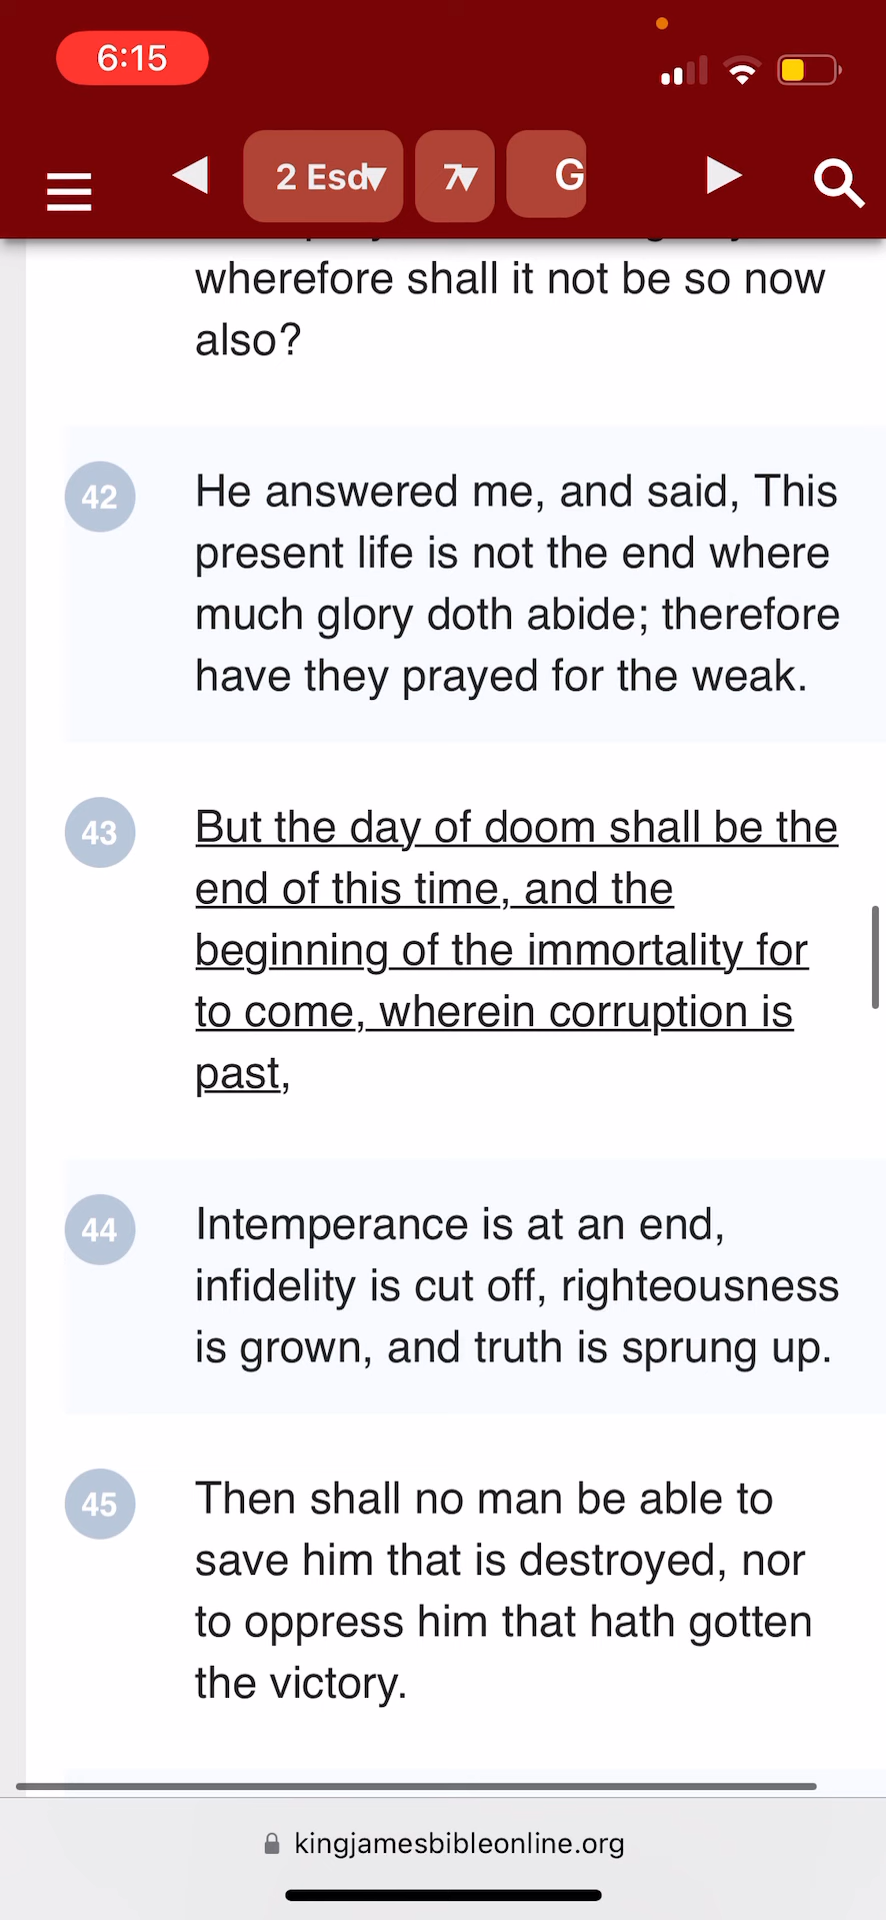 6:15
2 Esd
7
G
wherefore shall it not be so now
also?
42
He answered me, and said, This
present life is not the end where
much glory doth abide; therefore
have they prayed for the weak.
43
But the day of doom shall be the
end of this time, and the
beginning of the immortality for
to come, wherein corruption is
past,
44
Intemperance is at an end,
infidelity is cut off, righteousness
is grown, and truth is sprung up.
45
Then shall no man be able to
save him that is destroyed, nor
to oppress him that hath gotten
the victory.
kingjamesbibleonline.org